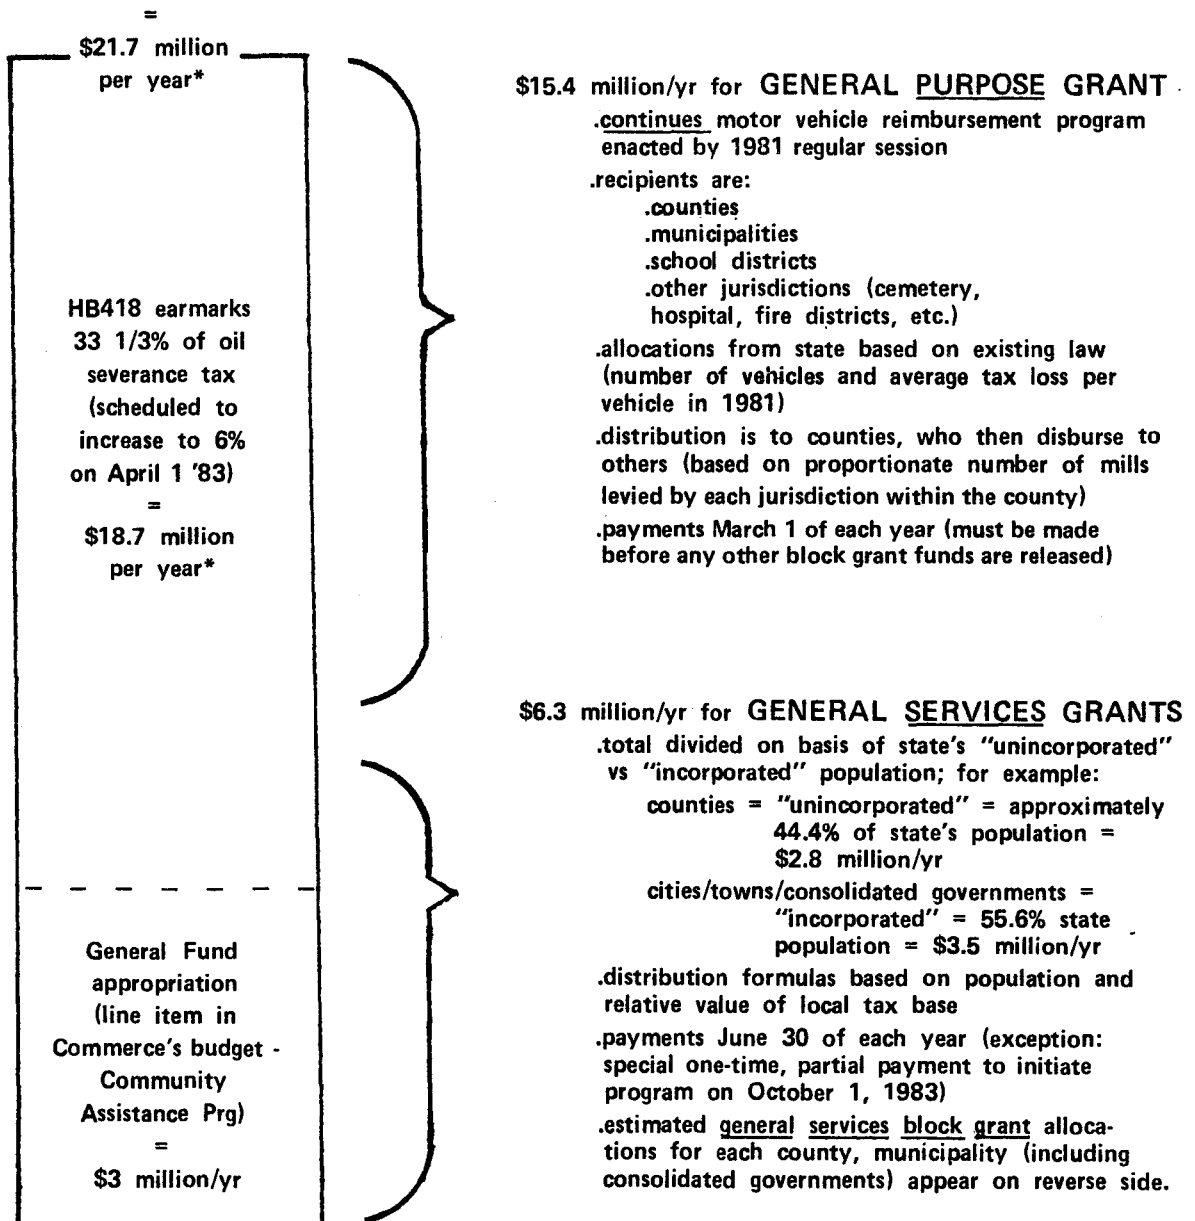 =
$21.7 million
per year*
HB418 earmarks
33 1/3% of oil
severance tax
(scheduled to
increase to 6%
on April 1 '83)
=
$18.7 million
per year*
General Fund
appropriation
(line item in
Commerce's budget -
Community
Assistance Prg)
=
$3 million/yr
$15.4 million/yr for GENERAL PURPOSE GRANT
.continues motor vehicle reimbursement program
enacted by 1981 regular session
.recipients are:
.counties
.municipalities
.school districts
.other jurisdictions (cemetery,
hospital, fire districts, etc.)
.allocations from state based on existing law
(number of vehicles and average tax loss per
vehicle in 1981)
.distribution is to counties, who then disburse to
others (based on proportionate number of mills
levied by each jurisdiction within the county)
.payments March 1 of each year (must be made
before any other block grant funds are released)
$6.3 million/yr for GENERAL SERVICES GRANTS
.total divided on basis of state's "unincorporated"
vs "incorporated" population; for example:
counties = "unincorporated" = approximately
44.4% of state's population =
$2.8 million/yr
cities/towns/consolidated governments =
"incorporated" = 55.6% state
population = $3.5 million/yr
.distribution formulas based on population and
relative value of local tax base
.payments June 30 of each year (exception:
special one-time, partial payment to initiate
program on October 1, 1983)
.estimated general services block grant alloca-
tions for each county, municipality (including
consolidated governments) appear on reverse side.